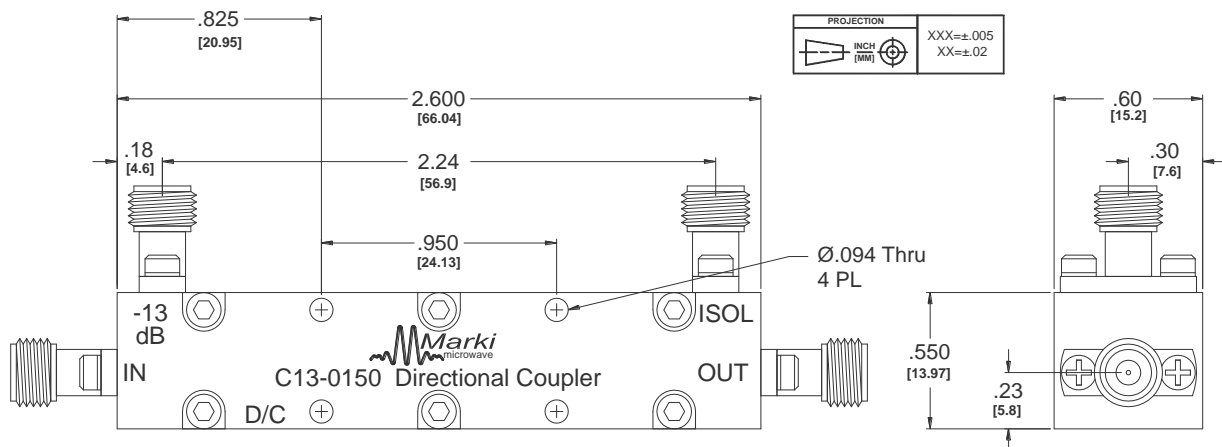 .825
[20.95]
PROJECTION
INCH
[MM]
XXX=±.005
XX=±.02
2.600
[66.04]
.60
[15.2]
.18
[4.6]
2.24
[56.9]
.30
[7.6]
.950
[24.13]
Ø.094 Thru
4 PL
-13
dB
ISOL
Marki
microwave
IN
OUT
C13-0150 Directional Coupler
D/C
.550
[13.97]
.23
[5.8]